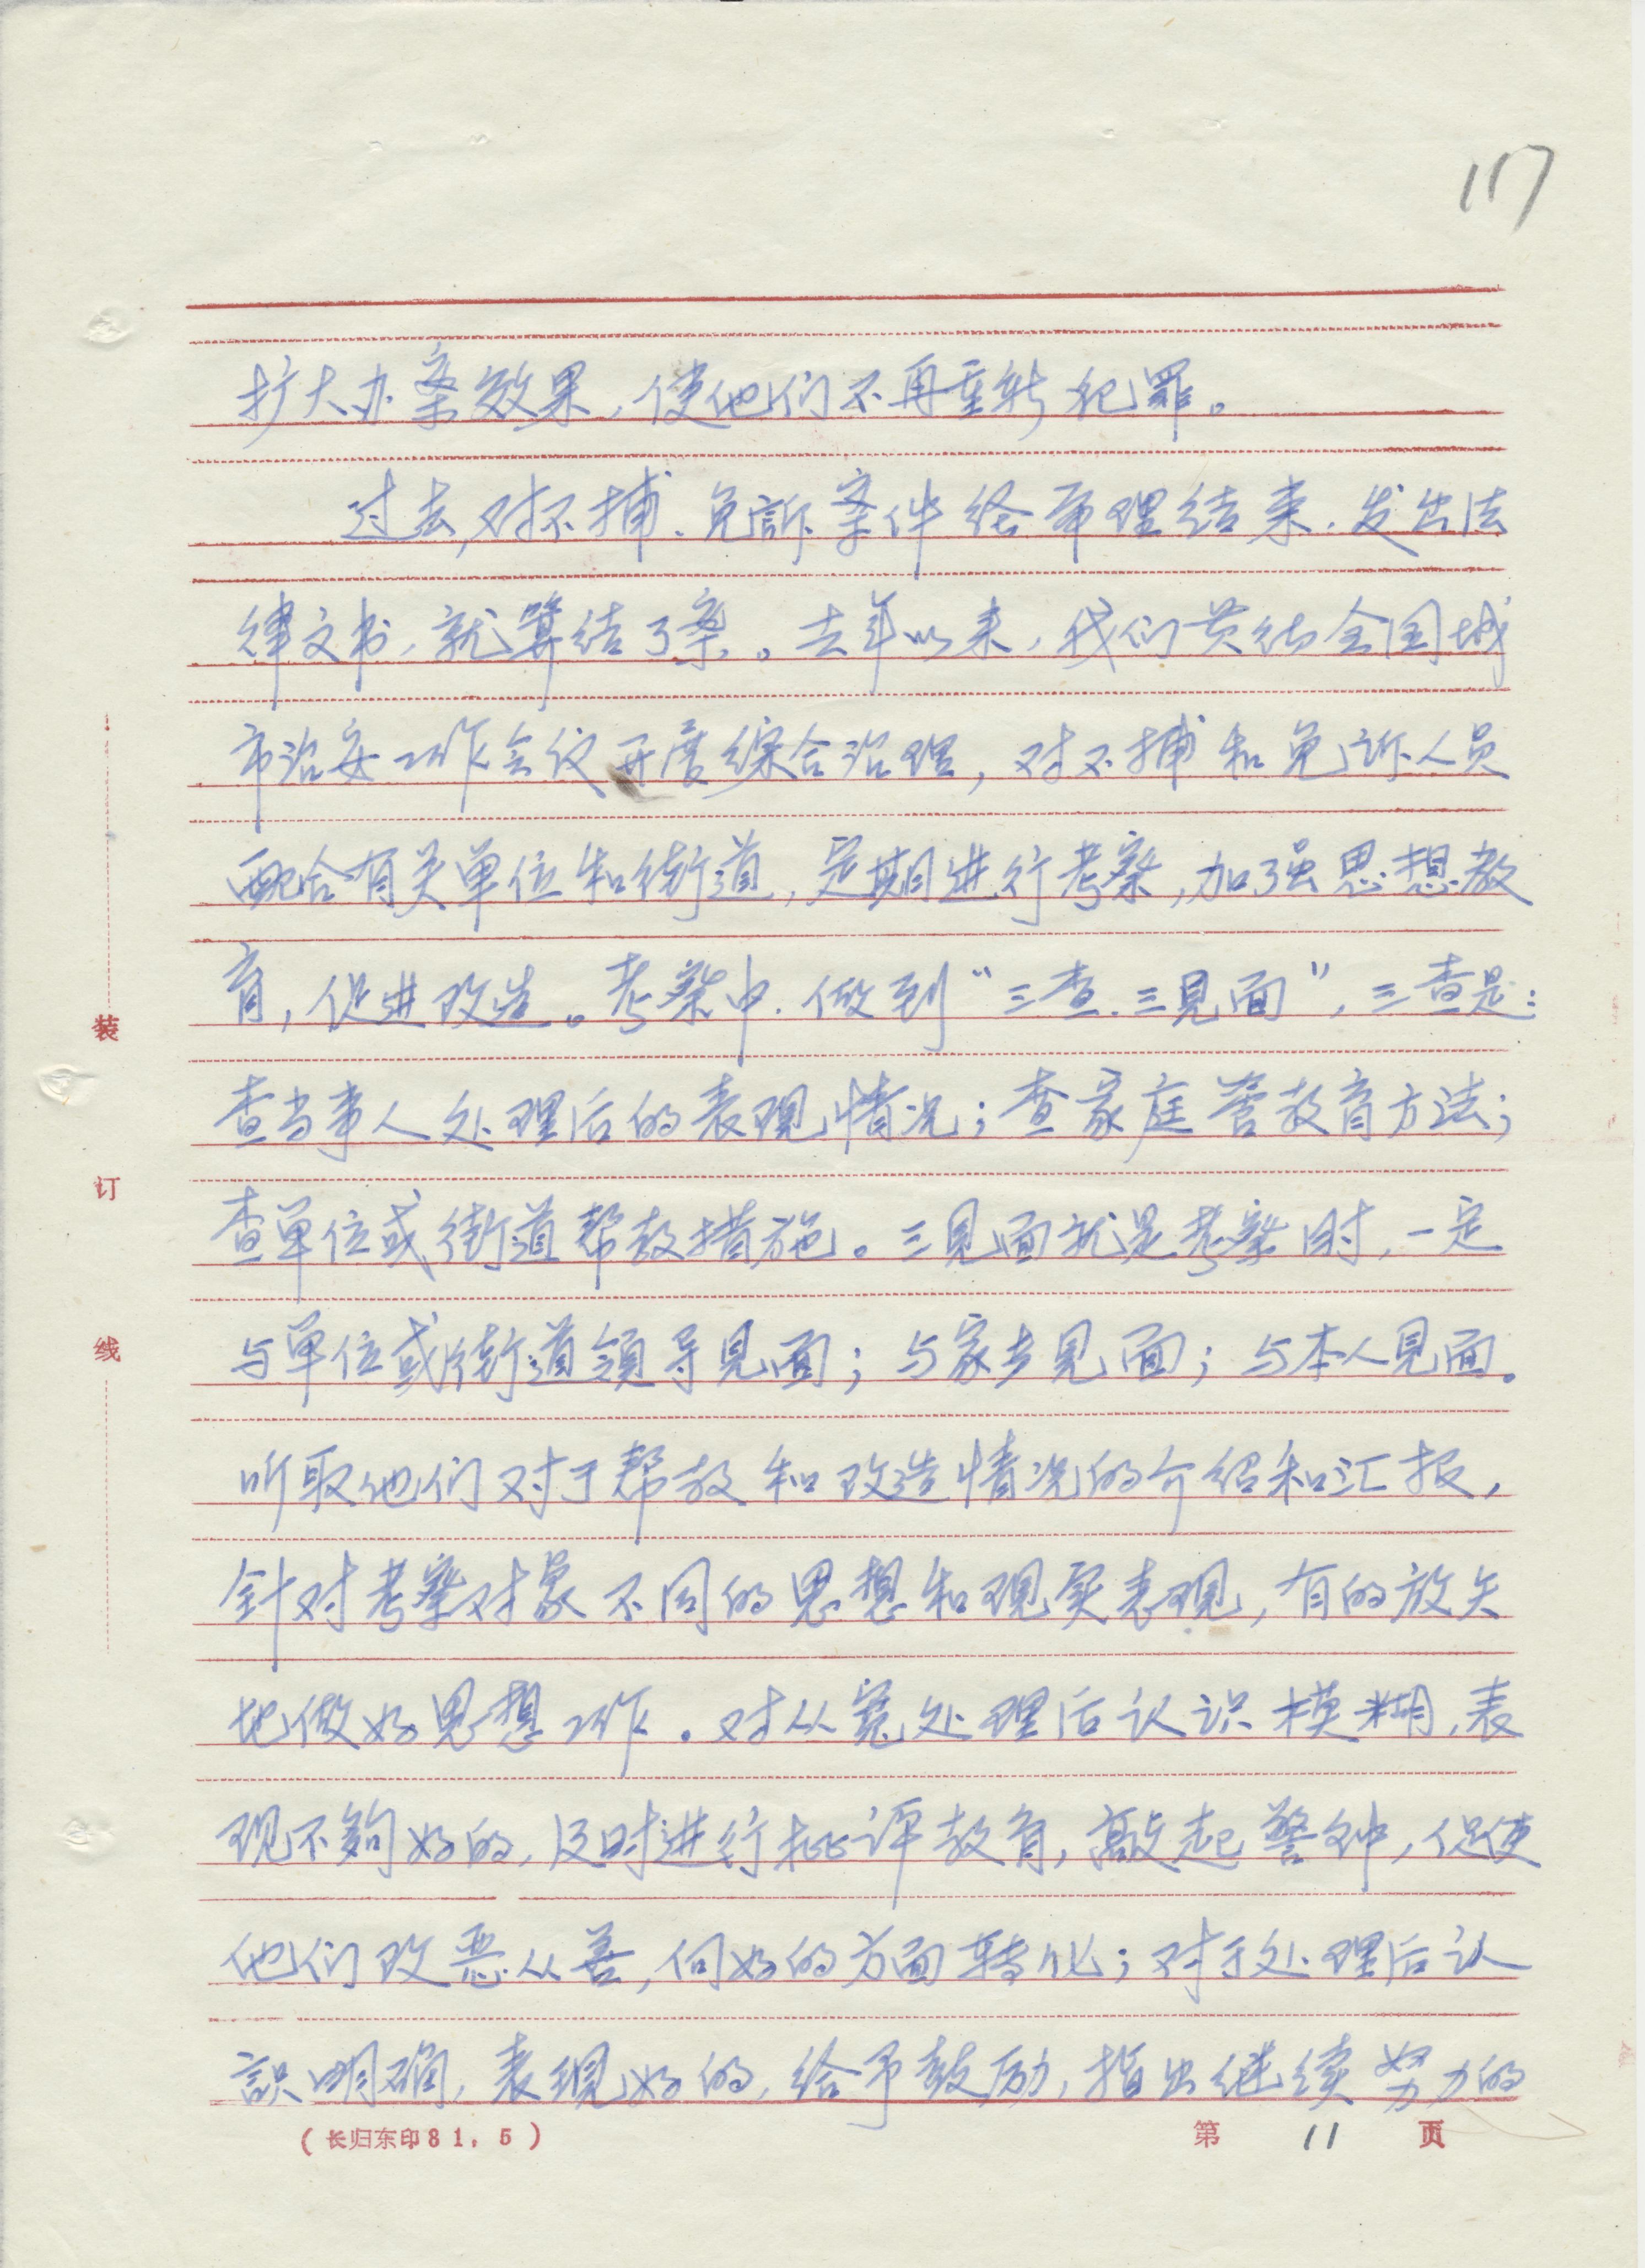 117
扩大办案效果，使他们不再重新犯罪。
过去，对不捕、免訴案件经审理结束，发出法
律文书，就算结了案。去年以来，我们贯彻全国城
市治安工作会议开展综合治理，对不捕和免诉人员
配合有关单位和街道，定期进行考察，加强思想教
育，促进改造。考察中，做到“三查、三見面”，三查是：
查当事人处理后的表现情况；查家庭管教育方法；
查单位或街道帮教措施。三见面就是考察时，一定
与单位或街道領导見面；与家长见面；与本人見面。
听取他们对于帮教和改造情况的介绍和汇报，
針对考察对象不同的思想和现实表现，有的放矢
地做好思想工作。对从宽处理后认识模糊，表
现不夠好的，及时进行批评教育，敲起警钟，促使
他们改恶从善，向好的方面转化；对于处理后认
識明确，表现好的，给予鼓励，指出继续努力的
装
订
线
(长归东印81.5)
第 11 页